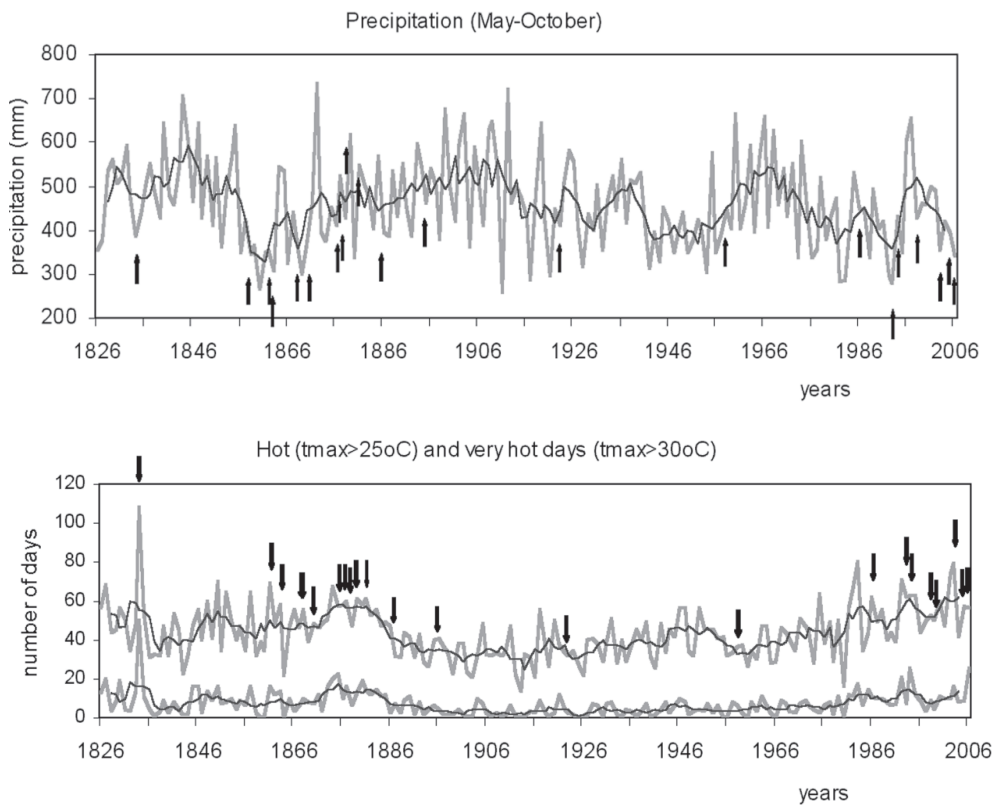 Precipitation (May-October)
precipitation (mm)
800
700
600
500
400
300
200
1826 1846 1866 1886 1906 1926 1946 1966 1986 2006
years
Hot (tmax>25oC) and very hot days (tmax>30oC)
number of days
120
100
80
60
40
20
0
1826 1846 1866 1886 1906 1926 1946 1966 1986 2006
years